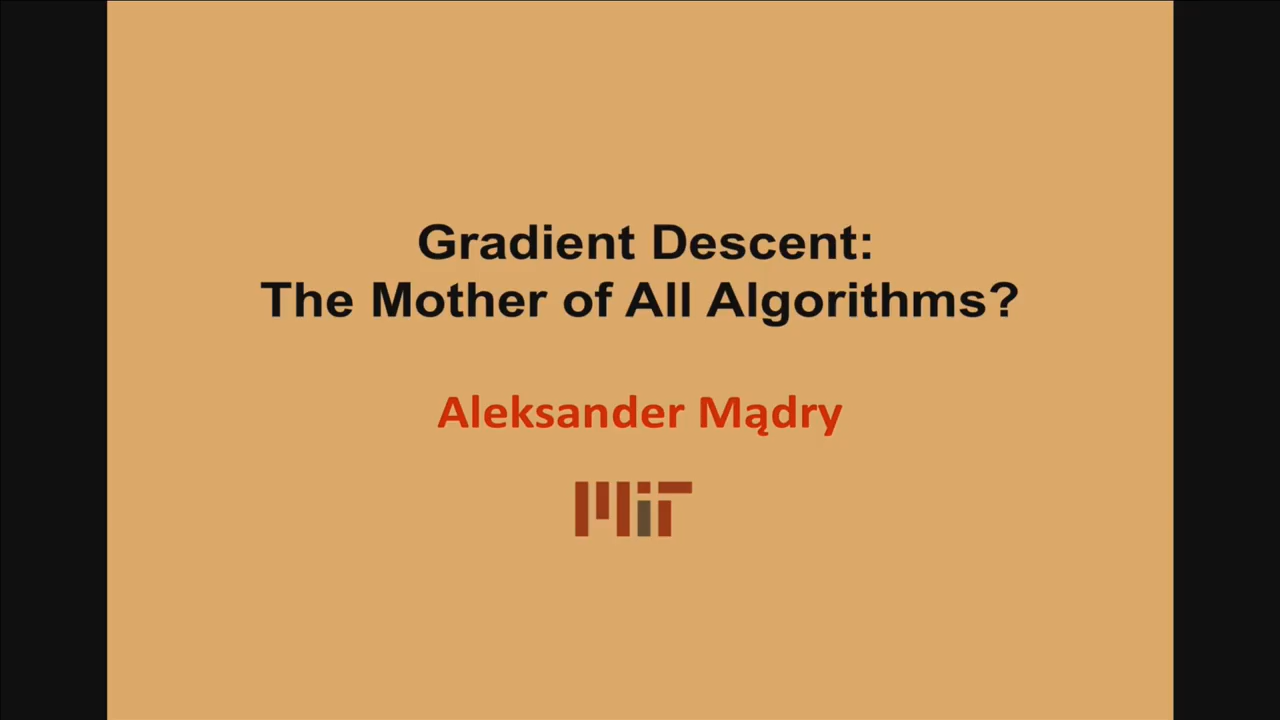 Gradient Descent:
The Mother of All Algorithms?
Aleksander Mądry
MIT